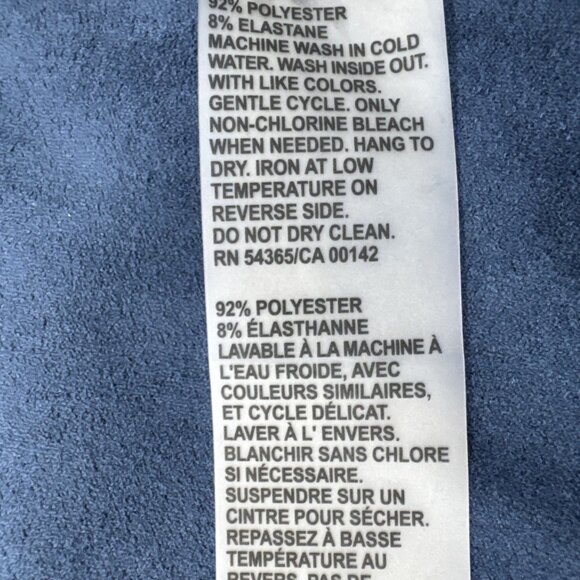 92% POLYESTER
8% ELASTANE
MACHINE WASH IN COLD
WATER. WASH INSIDE OUT.
WITH LIKE COLORS.
GENTLE CYCLE. ONLY
NON-CHLORINE BLEACH
WHEN NEEDED. HANG TO
DRY. IRON AT LOW
TEMPERATURE ON
REVERSE SIDE.
DO NOT DRY CLEAN.
RN 54365/CA 00142
92% POLYESTER
8% ÉLASTHANNE
LAVABLE À LA MACHINE À
L'EAU FROIDE, AVEC
COULEURS SIMILAIRES,
ET CYCLE DÉLICAT.
LAVER À L' ENVERS.
BLANCHIR SANS CHLORE
SI NÉCESSAIRE.
SUSPENDRE SUR UN
CINTRE POUR SÉCHER.
REPASSEZ À BASSE
TEMPÉRATURE AU
REVERS. PAS DE